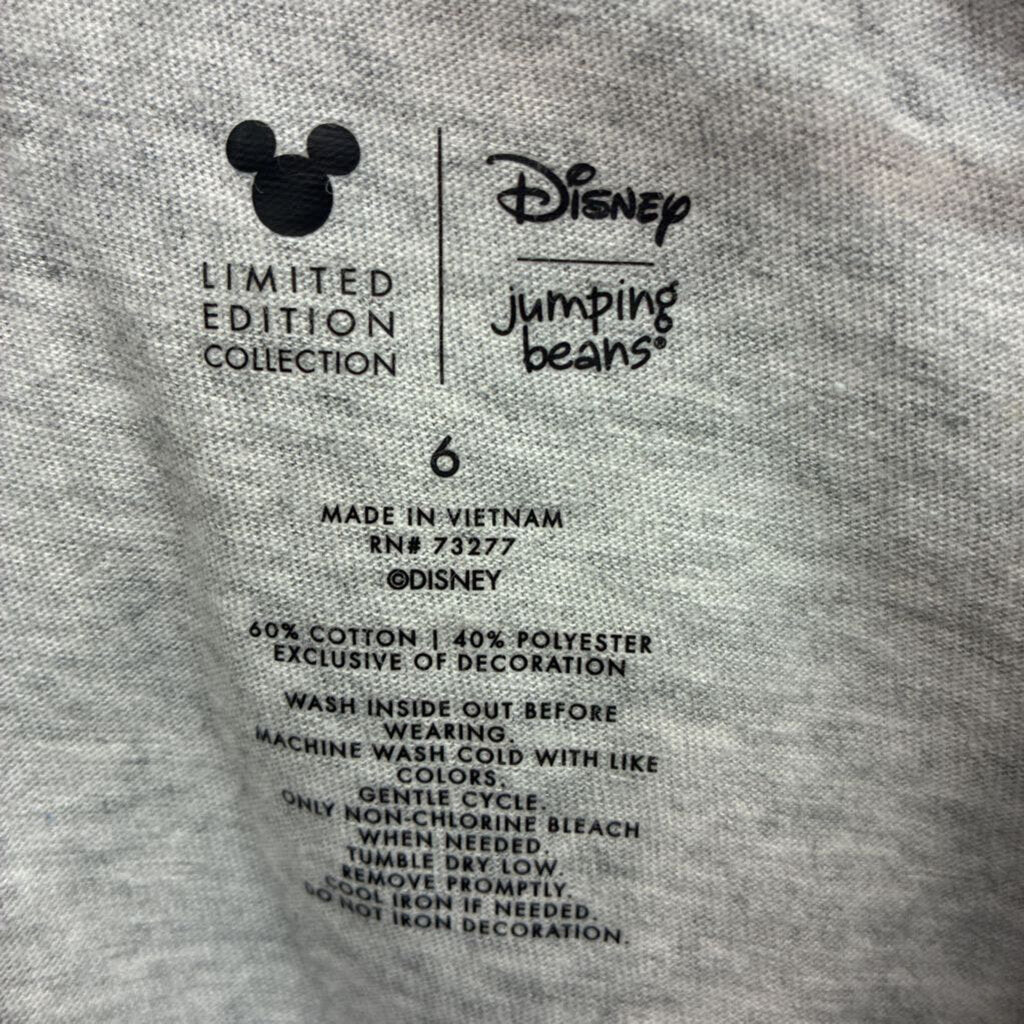 LIMITED
EDITION
COLLECTION
Disney
jumping
beans®
6
MADE IN VIETNAM
RN# 73277
©DISNEY
60% COTTON | 40% POLYESTER
EXCLUSIVE OF DECORATION
WASH INSIDE OUT BEFORE
WEARING.
MACHINE WASH COLD WITH LIKE
COLORS.
GENTLE CYCLE.
ONLY NON-CHLORINE BLEACH
WHEN NEEDED.
TUMBLE DRY LOW.
REMOVE PROMPTLY.
COOL IRON IF NEEDED.
DO NOT IRON DECORATION.